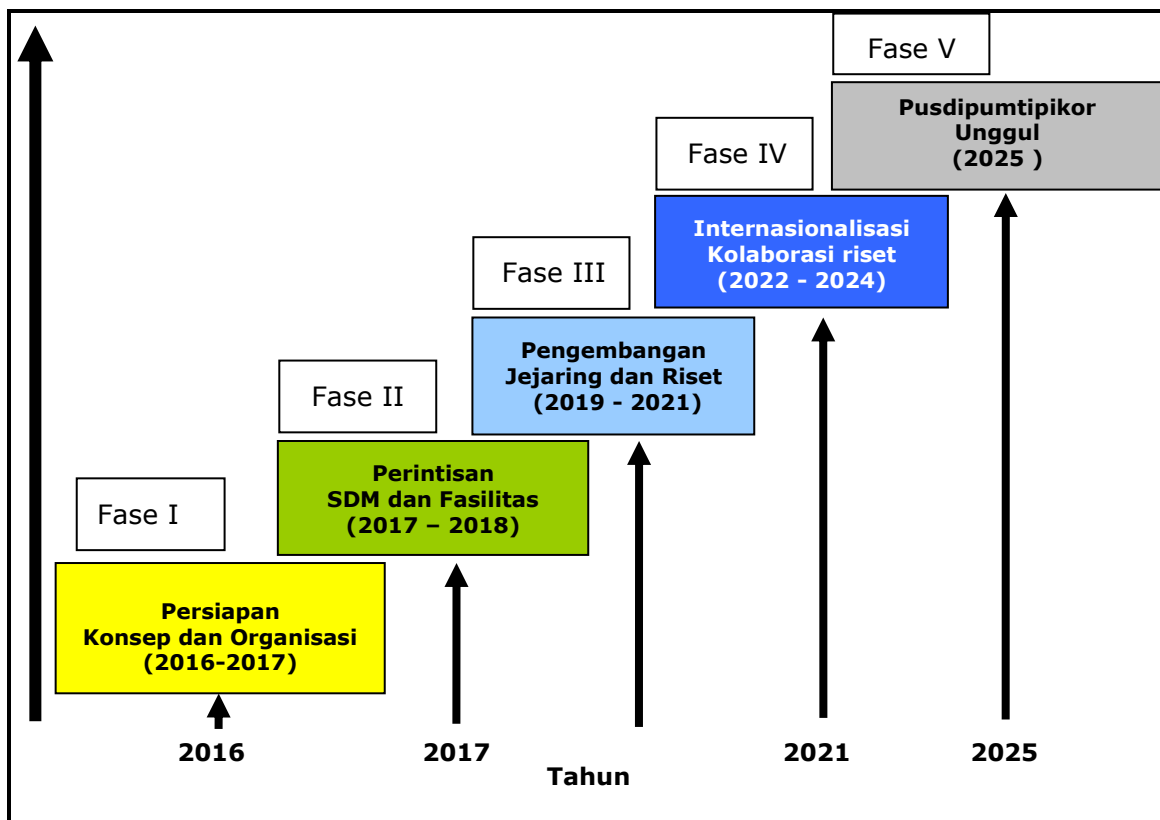 Fase V
Pusdipumtipikor
Unggul
(2025 )
Fase IV
Internasionalisasi
Kolaborasi riset
(2022 - 2024)
Fase III
Pengembangan
Jejaring dan Riset
(2019 - 2021)
Fase II
Perintisan
SDM dan Fasilitas
(2017 – 2018)
Fase I
Persiapan
Konsep dan Organisasi
(2016-2017)
2016 2017 2021 2025
Tahun